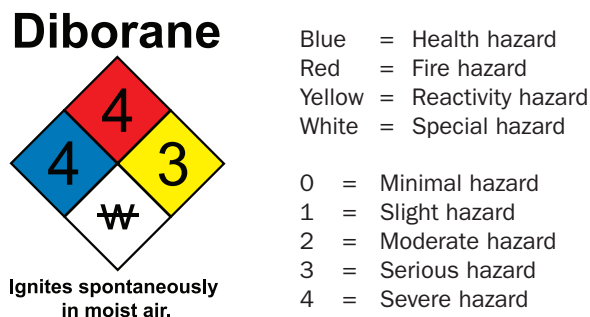 Diborane
4
4
3
W
Ignites spontaneously
in moist air.
Blue = Health hazard
Red = Fire hazard
Yellow = Reactivity hazard
White = Special hazard
0 = Minimal hazard
1 = Slight hazard
2 = Moderate hazard
3 = Serious hazard
4 = Severe hazard